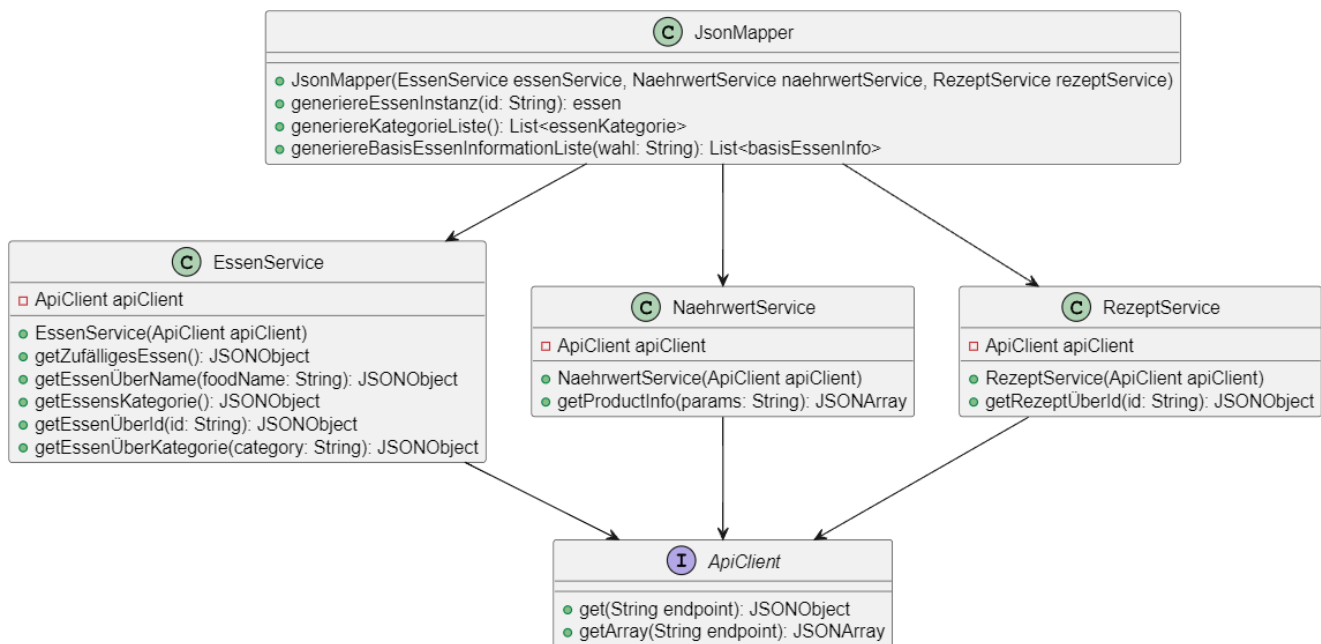 C JsonMapper
JsonMapper(EssenService essenService, NaehrwertService naehrwertService, RezeptService rezeptService)
generiereEssenInstanz(id: String): essen
generiereKategorieListe(): List<essenKategorie>
generiereBasisEssenInformationListe(wahl: String): List<basisEssenInfo>
C EssenService
ApiClient apiClient
EssenService(ApiClient apiClient)
getZufälligesEssen(): JSONObject
getEssenÜberName(foodName: String): JSONObject
getEssensKategorie(): JSONObject
getEssenÜberId(id: String): JSONObject
getEssenÜberKategorie(category: String): JSONObject
C NaehrwertService
ApiClient apiClient
NaehrwertService(ApiClient apiClient)
getProductInfo(params: String): JSONArray
C RezeptService
ApiClient apiClient
RezeptService(ApiClient apiClient)
getRezeptÜberId(id: String): JSONObject
I ApiClient
get(String endpoint): JSONObject
getArray(String endpoint): JSONArray